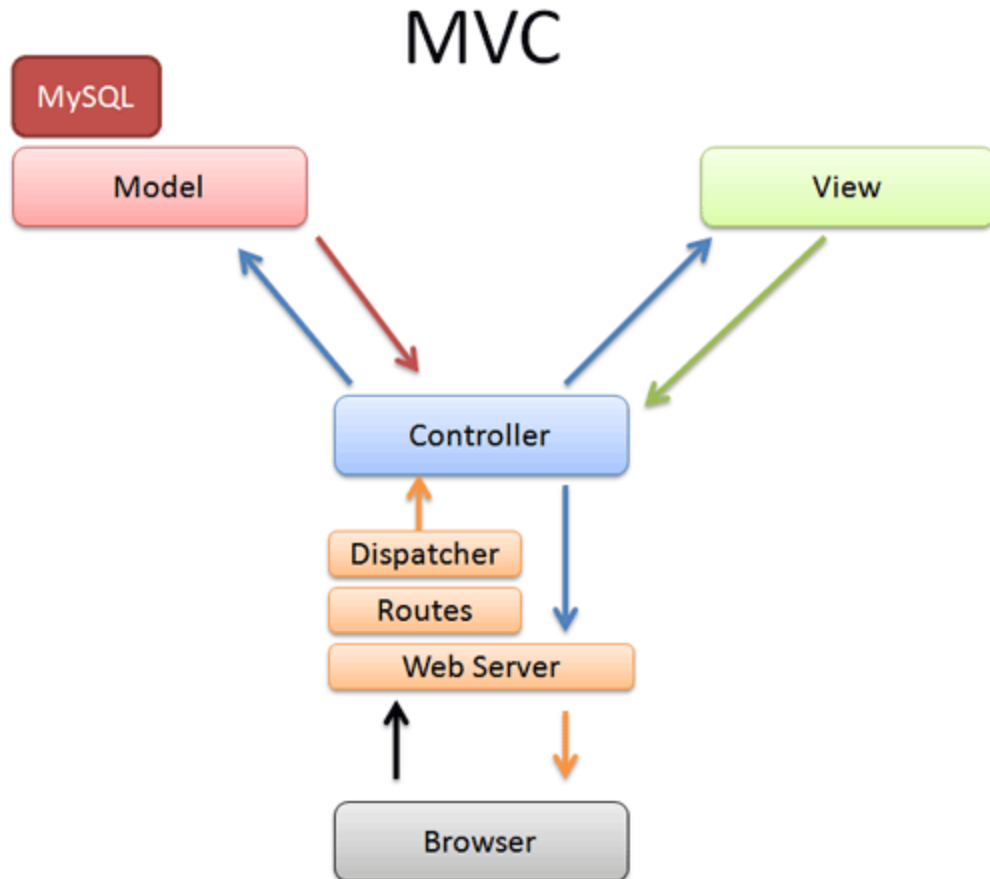 MVC
MySQL
Model
View
Controller
Dispatcher
Routes
Web Server
Browser